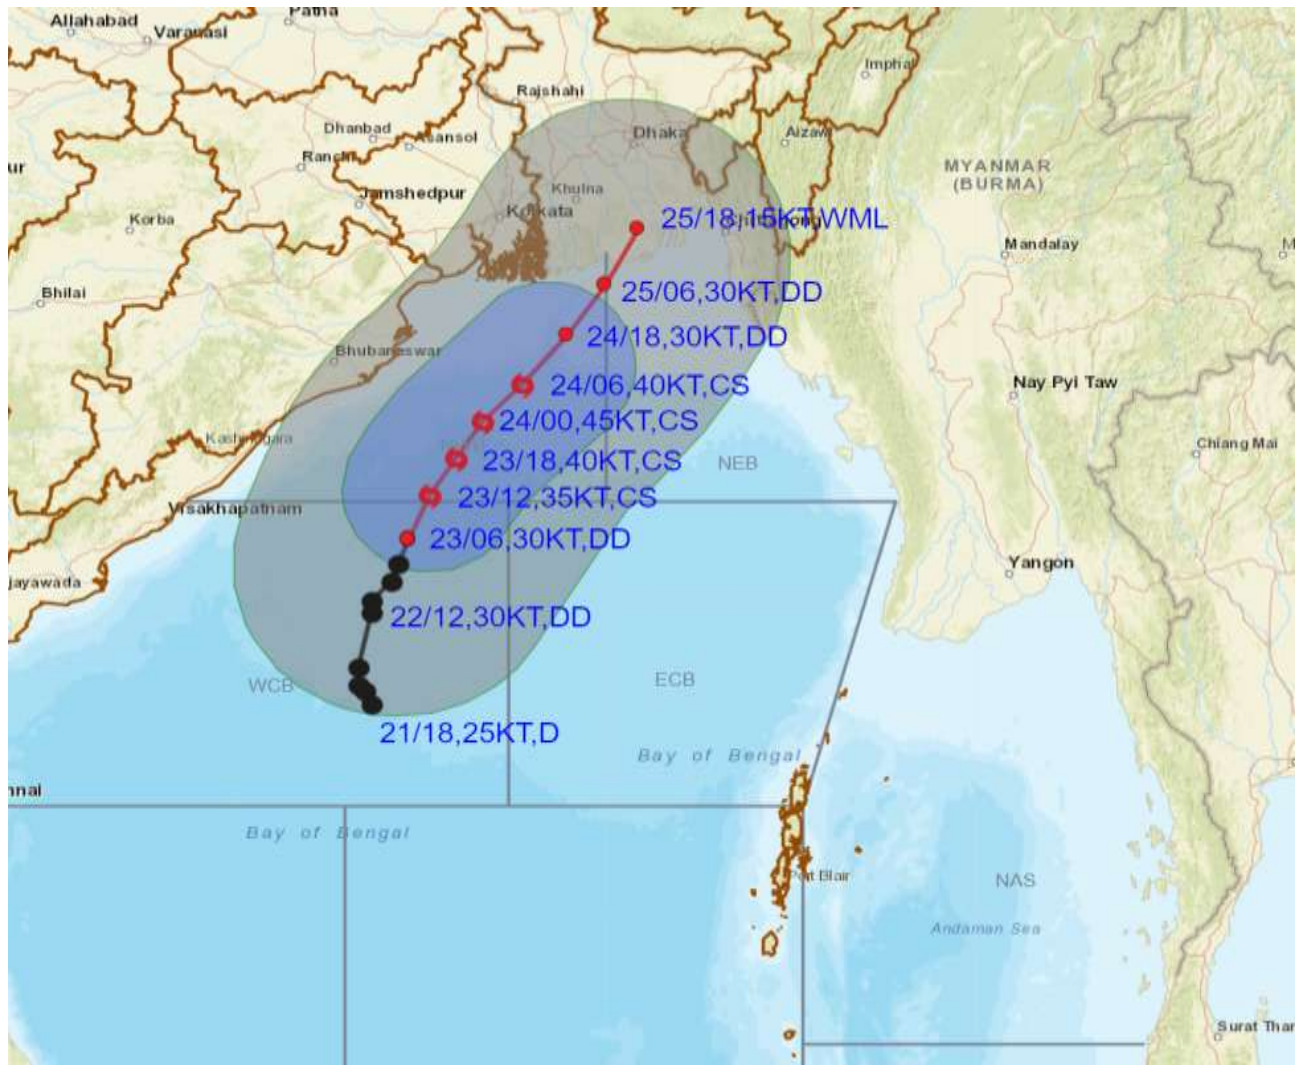 Patna
Allahabad
Varanasi
Imphal
Rajshahi
Dhanbad
Asansol
Dhaka
Aizawl
Ranchi
MYANMAR
(BURMA)
ur
Jamshedpur
Khulna
Kolkata
Korba
25/18,15KT,WML
Mandalay
M
Bhilai
25/06,30KT,DD
24/18,30KT,DD
Bhubaneswar
24/06,40KT,CS
Nay Pyi Taw
24/00,45KT,CS
Chiang Mai
23/18,40KT,CS
NEB
23/12,35KT,CS
Visakhapatnam
23/06,30KT,DD
Yangon
jayawada
22/12,30KT,DD
WCB
ECB
21/18,25KT,D
Bay of Bengal
nnai
Bay of Bengal
Port Blair
NAS
Andaman Sea
Surat Than